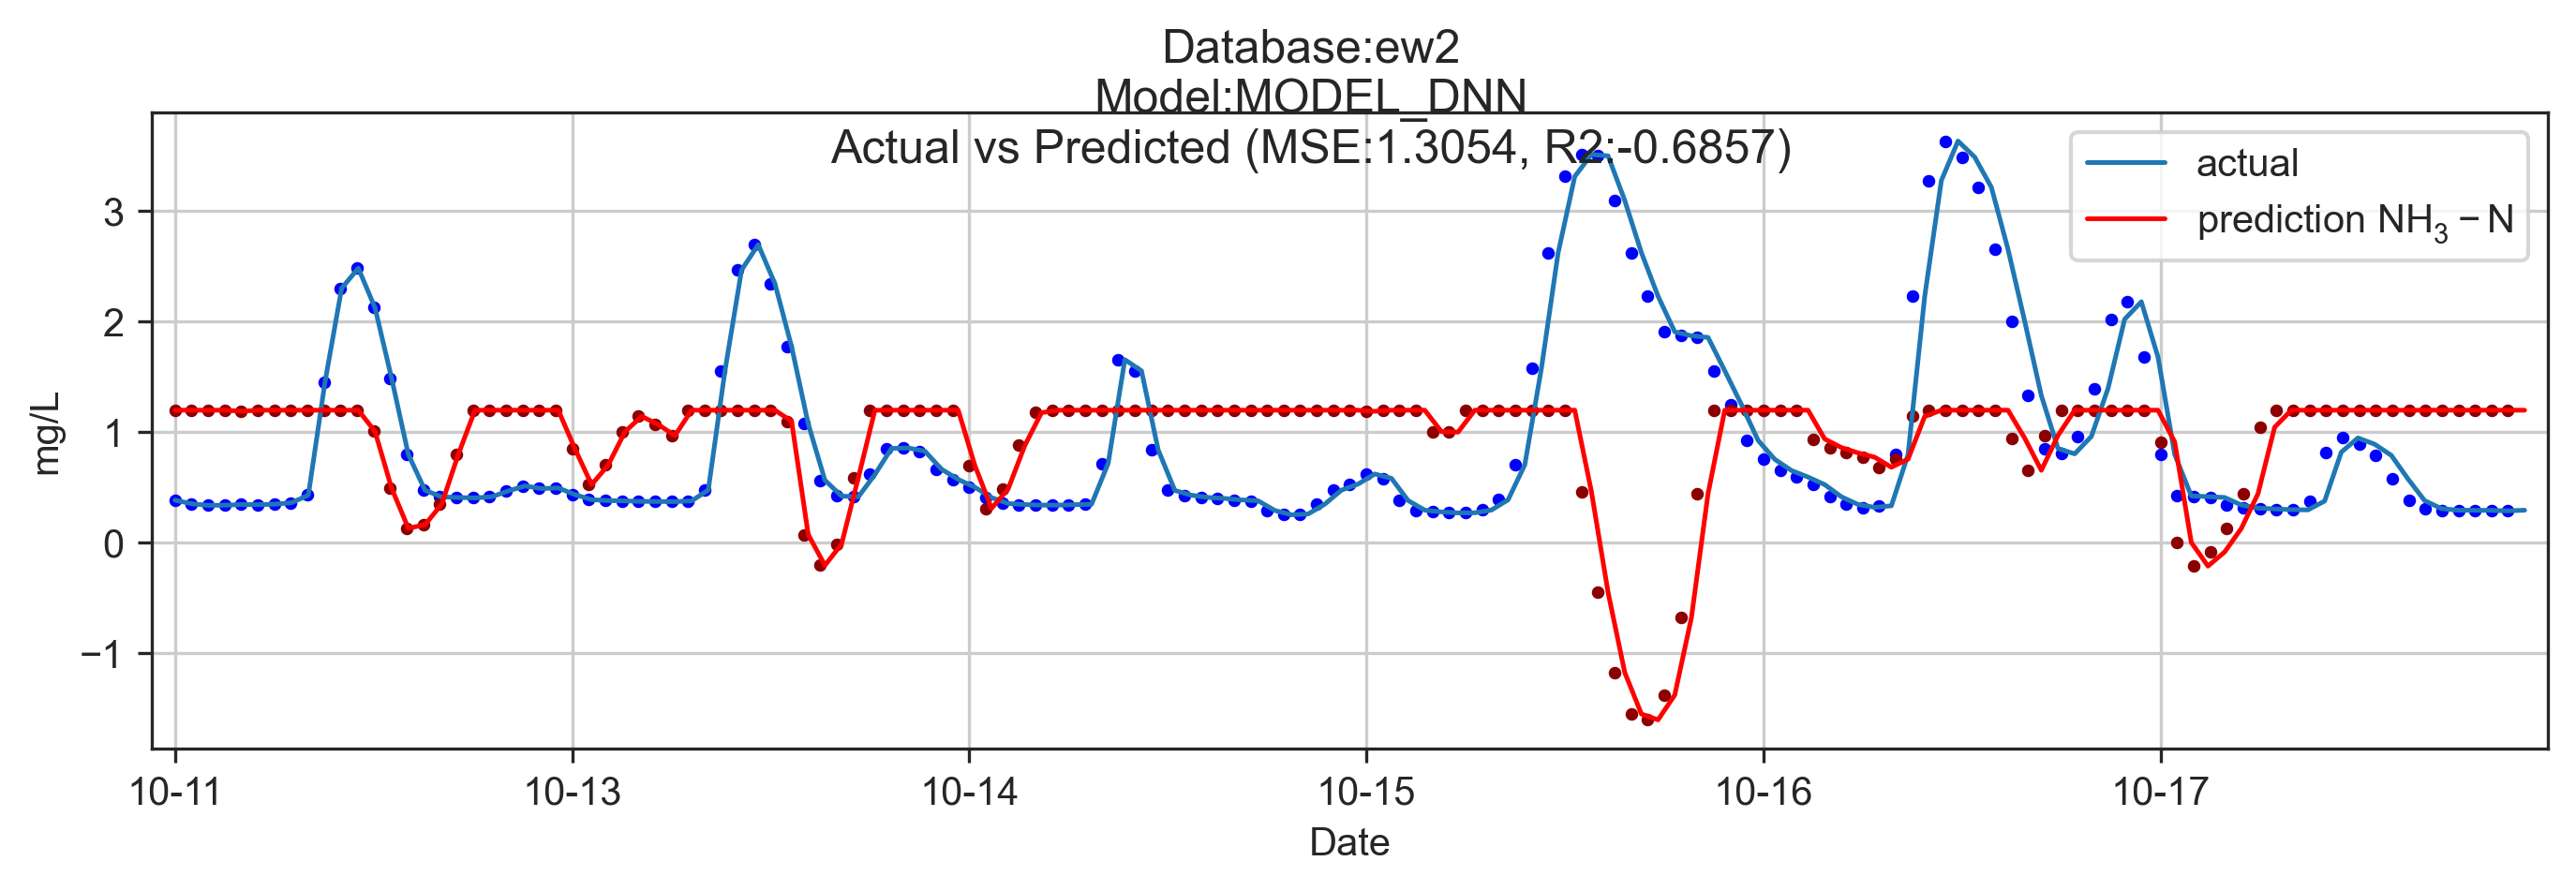 Database:ew2
Model:MODEL_DNN
Actual vs Predicted (MSE:1.3054, R2:-0.6857)
actual
prediction NH₃ − N
3
2
1
0
−1
mg/L
10-11 10-13 10-14 10-15 10-16 10-17
Date